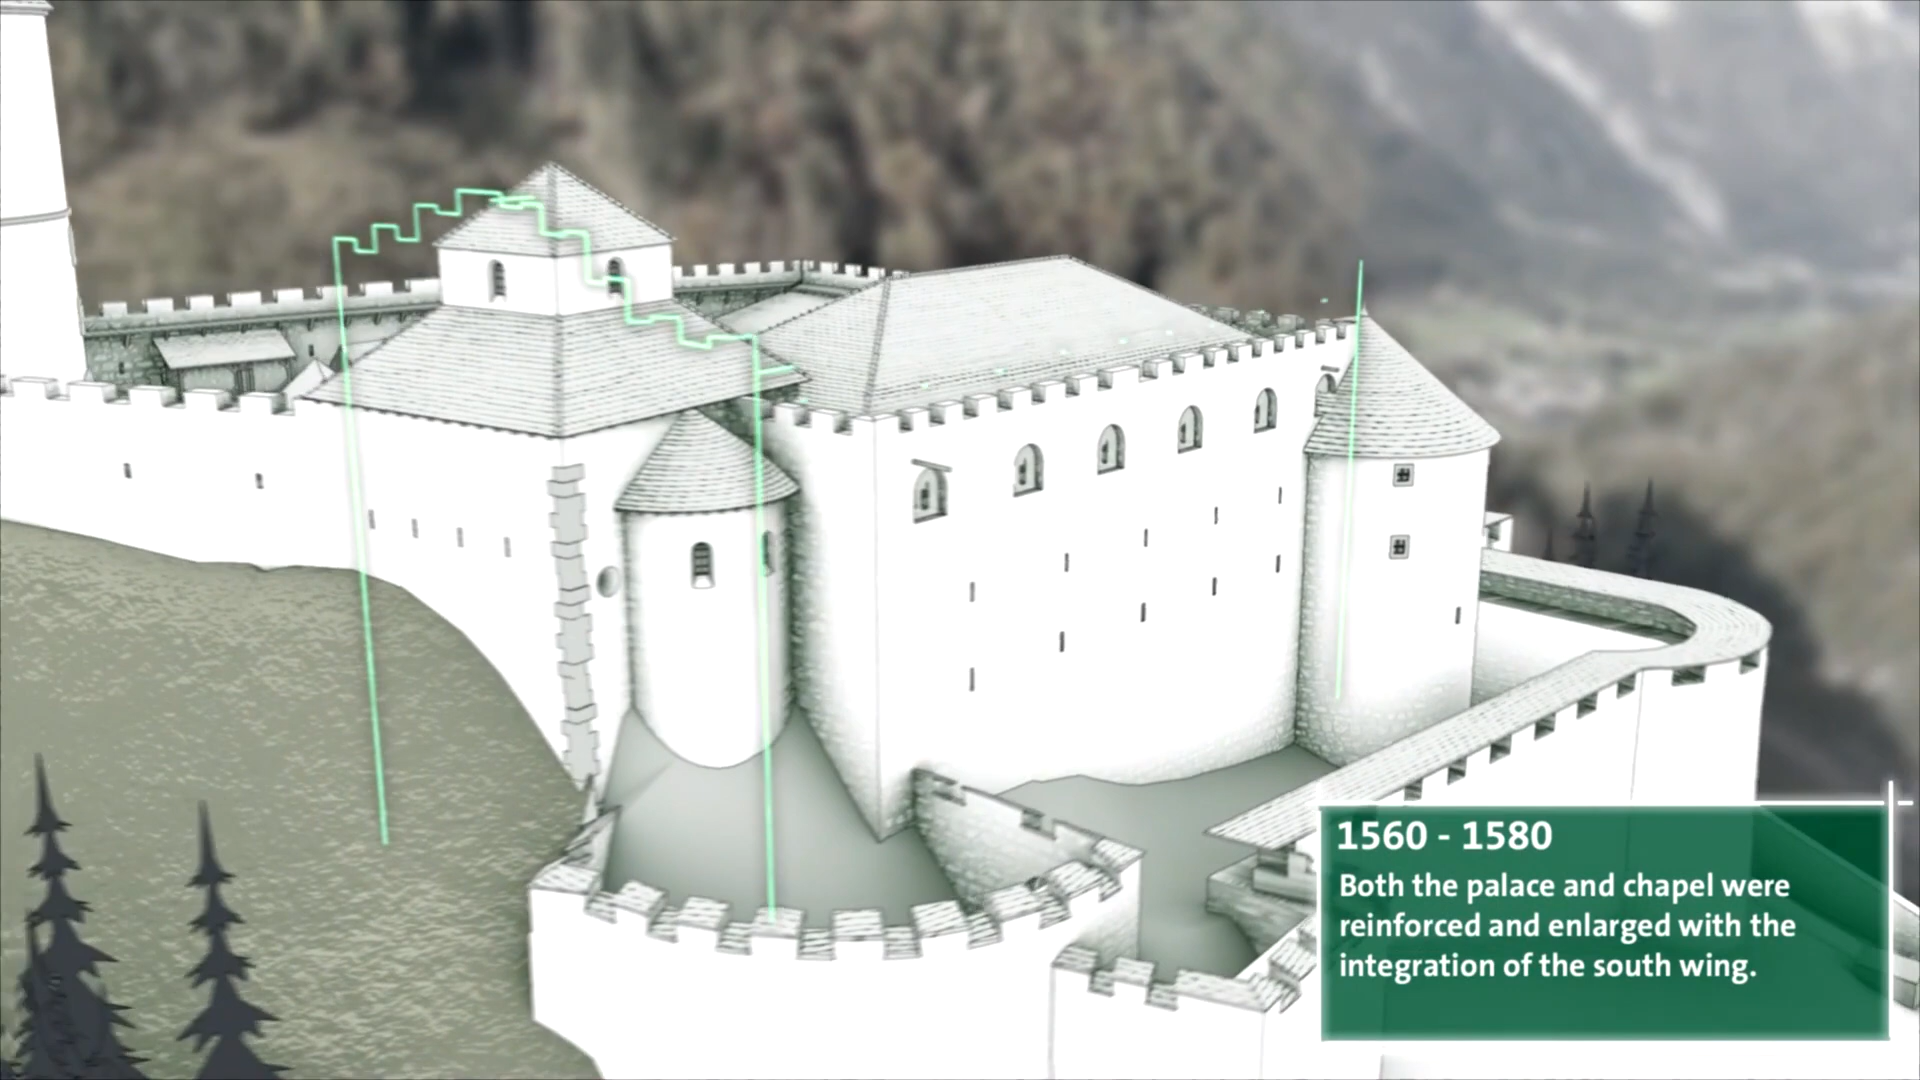 1560 - 1580
Both the palace and chapel were
reinforced and enlarged with the
integration of the south wing.